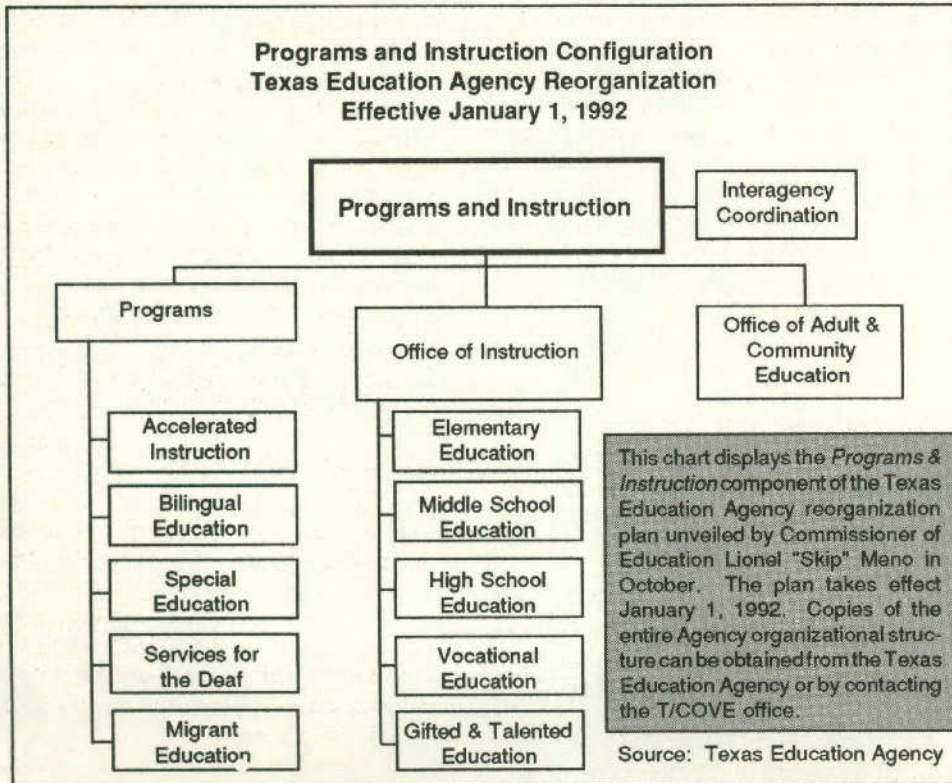 Programs and Instruction Configuration
Texas Education Agency Reorganization
Effective January 1, 1992
Programs and Instruction
Interagency
Coordination
Programs
Accelerated
Instruction
Bilingual
Education
Special
Education
Services for
the Deaf
Migrant
Education
Office of Instruction
Elementary
Education
Middle School
Education
High School
Education
Vocational
Education
Gifted & Talented
Education
Office of Adult &
Community
Education
This chart displays the Programs &
Instruction component of the Texas
Education Agency reorganization
plan unveiled by Commissioner of
Education Lionel "Skip" Meno in
October. The plan takes effect
January 1, 1992. Copies of the
entire Agency organizational struc-
ture can be obtained from the Texas
Education Agency or by contacting
the T/COVE office.
Source: Texas Education Agency